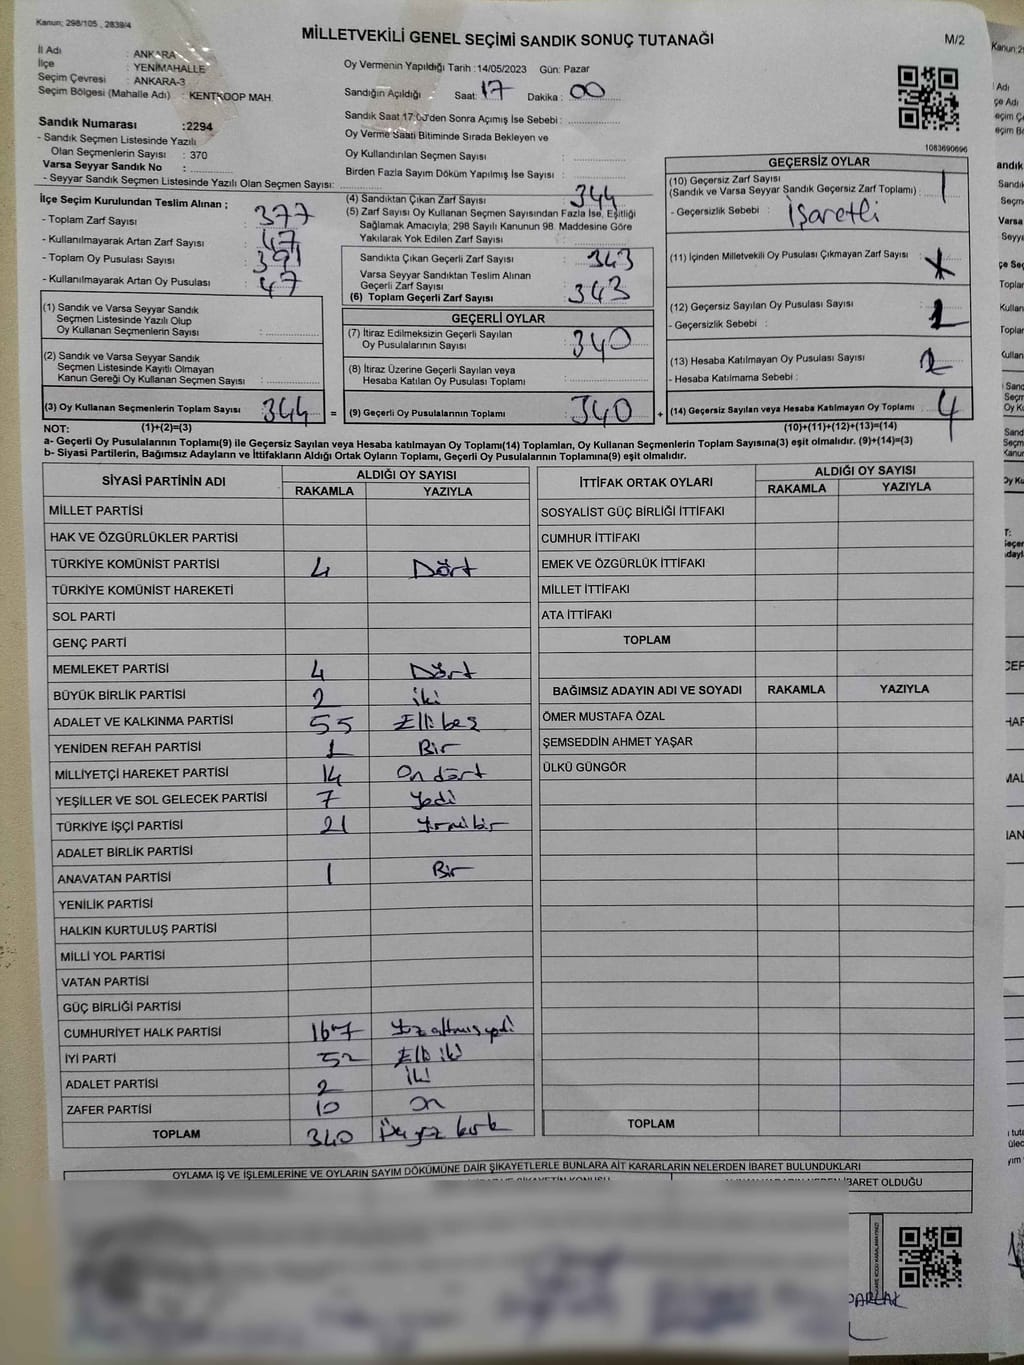 Kanun; 298/105 , 2839/4
MİLLETVEKİLİ GENEL SEÇİMİ SANDIK SONUÇ TUTANAĞI
M/2
İl Adı : ANKARA
İlçe : YENİMAHALLE
Seçim Çevresi : ANKARA-3
Seçim Bölgesi (Mahalle Adı) : KENTKOOP MAH.
Sandık Numarası :2294
- Sandık Seçmen Listesinde Yazılı
Olan Seçmenlerin Sayısı : 370
Varsa Seyyar Sandık No :
- Seyyar Sandık Seçmen Listesinde Yazılı Olan Seçmen Sayısı:
Oy Vermenin Yapıldığı Tarih : 14/05/2023 Gün: Pazar
Sandığın Açıldığı Saat: 17 Dakika : 00
Sandık Saat 17:00'den Sonra Açımış İse Sebebi :
Oy Verme Saati Bitiminde Sırada Bekleyen ve
Oy Kullandırılan Seçmen Sayısı :
Birden Fazla Sayım Döküm Yapılmış İse Sayısı :
1083690696
İlçe Seçim Kurulundan Teslim Alınan ;
- Toplam Zarf Sayısı : 377
- Kullanılmayarak Artan Zarf Sayısı : 47
- Toplam Oy Pusulası Sayısı : 391
- Kullanılmayarak Artan Oy Pusulası : 47
(1) Sandık ve Varsa Seyyar Sandık
Seçmen Listesinde Yazılı Olup
Oy Kullanan Seçmenlerin Sayısı :
(2) Sandık ve Varsa Seyyar Sandık
Seçmen Listesinde Kayıtlı Olmayan
Kanun Gereği Oy Kullanan Seçmen Sayısı :
(3) Oy Kullanan Seçmenlerin Toplam Sayısı 344 =
(4) Sandıktan Çıkan Zarf Sayısı : 344
(5) Zarf Sayısı Oy Kullanan Seçmen Sayısından Fazla İse, Eşitliği
Sağlamak Amacıyla; 298 Sayılı Kanunun 98. Maddesine Göre
Yakılarak Yok Edilen Zarf Sayısı :
Sandıkta Çıkan Geçerli Zarf Sayısı : 343
Varsa Seyyar Sandıktan Teslim Alınan
Geçerli Zarf Sayısı :
(6) Toplam Geçerli Zarf Sayısı 343
GEÇERLİ OYLAR
(7) İtiraz Edilmeksizin Geçerli Sayılan
Oy Pusulalarının Sayısı : 340
(8) İtiraz Üzerine Geçerli Sayılan veya
Hesaba Katılan Oy Pusulası Toplamı :
(9) Geçerli Oy Pusulalarının Toplamı 340 +
GEÇERSİZ OYLAR
(10) Geçersiz Zarf Sayısı
(Sandık ve Varsa Seyyar Sandık Geçersiz Zarf Toplamı) : 1
- Geçersizlik Sebebi : İşaretli
(11) İçinden Milletvekili Oy Pusulası Çıkmayan Zarf Sayısı :
(12) Geçersiz Sayılan Oy Pusulası Sayısı : 1
- Geçersizlik Sebebi :
(13) Hesaba Katılmayan Oy Pusulası Sayısı : 2
- Hesaba Katılmama Sebebi :
(14) Geçersiz Sayılan veya Hesaba Katılmayan Oy Toplamı 4
NOT: (1)+(2)=(3)
(10)+(11)+(12)+(13)=(14)
a- Geçerli Oy Pusulalarının Toplamı(9) ile Geçersiz Sayılan veya Hesaba katılmayan Oy Toplamı(14) Toplamları, Oy Kullanan Seçmenlerin Toplam Sayısına(3) eşit olmalıdır. (9)+(14)=(3)
b- Siyasi Partilerin, Bağımsız Adayların ve İttifakların Aldığı Ortak Oyların Toplamı, Geçerli Oy Pusulalarının Toplamına(9) eşit olmalıdır.
SİYASİ PARTİNİN ADI ALDIĞI OY SAYISI
RAKAMLA YAZIYLA
MİLLET PARTİSİ
HAK VE ÖZGÜRLÜKLER PARTİSİ
TÜRKİYE KOMÜNİST PARTİSİ 4 Dört
TÜRKİYE KOMÜNİST HAREKETİ
SOL PARTİ
GENÇ PARTİ
MEMLEKET PARTİSİ 4 Dört
BÜYÜK BİRLİK PARTİSİ 2 iki
ADALET VE KALKINMA PARTİSİ 55 Elli beş
YENİDEN REFAH PARTİSİ 1 Bir
MİLLİYETÇİ HAREKET PARTİSİ 14 On dört
YEŞİLLER VE SOL GELECEK PARTİSİ 7 Yedi
TÜRKİYE İŞÇİ PARTİSİ 21 Yirmibir
ADALET BİRLİK PARTİSİ
ANAVATAN PARTİSİ 1 Bir
YENİLİK PARTİSİ
HALKIN KURTULUŞ PARTİSİ
MİLLİ YOL PARTİSİ
VATAN PARTİSİ
GÜÇ BİRLİĞİ PARTİSİ
CUMHURİYET HALK PARTİSİ 167 Yüz altmış yedi
İYİ PARTİ 52 Elli iki
ADALET PARTİSİ 2 İki
ZAFER PARTİSİ 10 On
TOPLAM 340 Üç yüz kırk
İTTİFAK ORTAK OYLARI ALDIĞI OY SAYISI
RAKAMLA YAZIYLA
SOSYALİST GÜÇ BİRLİĞİ İTTİFAKI
CUMHUR İTTİFAKI
EMEK VE ÖZGÜRLÜK İTTİFAKI
MİLLET İTTİFAKI
ATA İTTİFAKI
TOPLAM
BAĞIMSIZ ADAYIN ADI VE SOYADI RAKAMLA YAZIYLA
ÖMER MUSTAFA ÖZAL
ŞEMSEDDİN AHMET YAŞAR
ÜLKÜ GÜNGÖR
TOPLAM
OYLAMA İŞ VE İŞLEMLERİNE VE OYLARIN SAYIM DÖKÜMÜNE DAİR ŞİKAYETLERLE BUNLARA AİT KARARLARIN NELERDEN İBARET BULUNDUKLARI
İBARET OLDUĞU